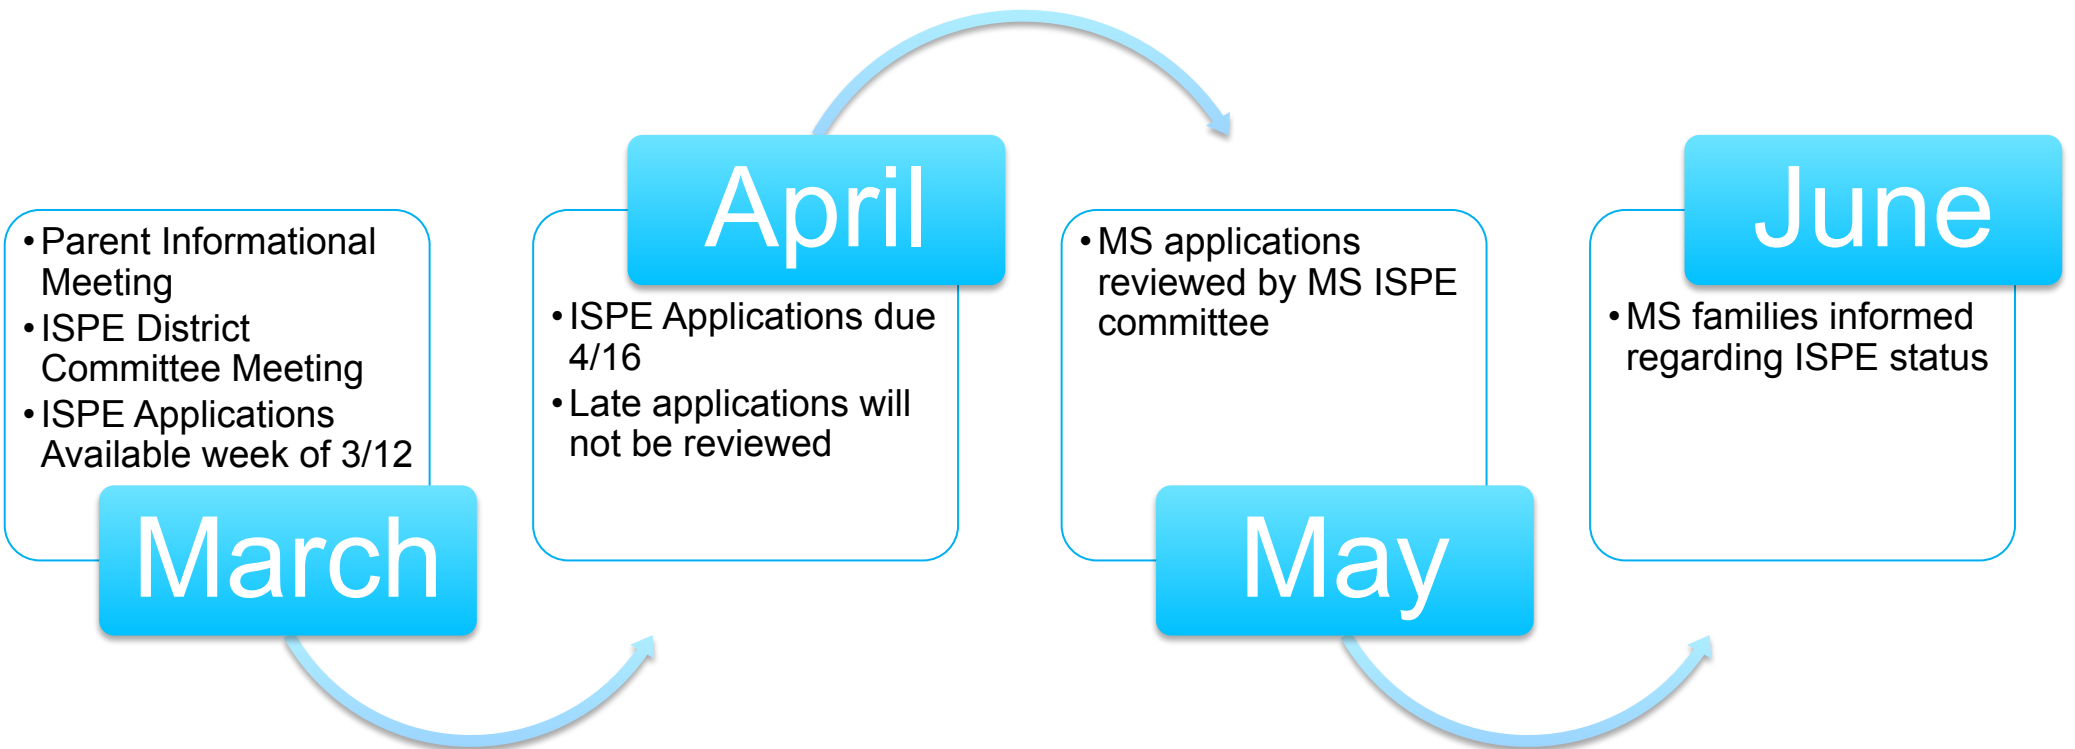 • Parent Informational
Meeting
• ISPE District
Committee Meeting
• ISPE Applications
Available week of 3/12
March
April
• ISPE Applications due
4/16
• Late applications will
not be reviewed
• MS applications
reviewed by MS ISPE
committee
May
June
• MS families informed
regarding ISPE status